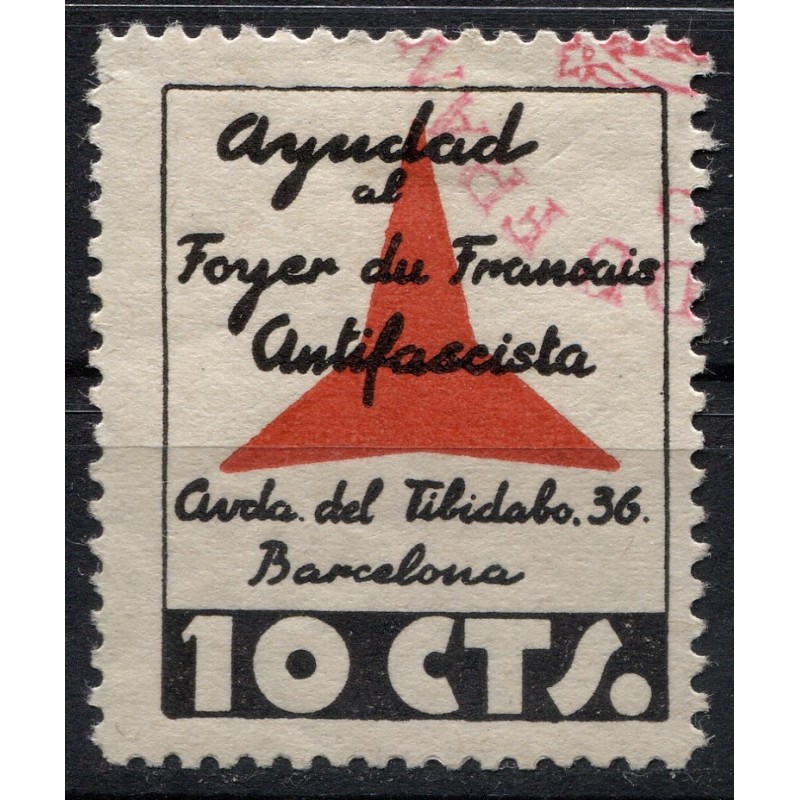 Ayudad
al
Foyer du Francais
Antifascista
Avda. del Tibidabo. 36.
Barcelona
10 CTS.